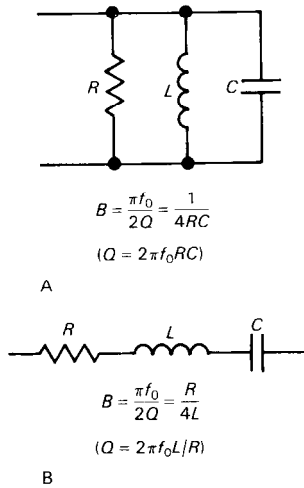 R L C
B = πf₀/2Q = 1/4RC
(Q = 2πf₀RC)
A
R L C
B = πf₀/2Q = R/4L
(Q = 2πf₀L/R)
B